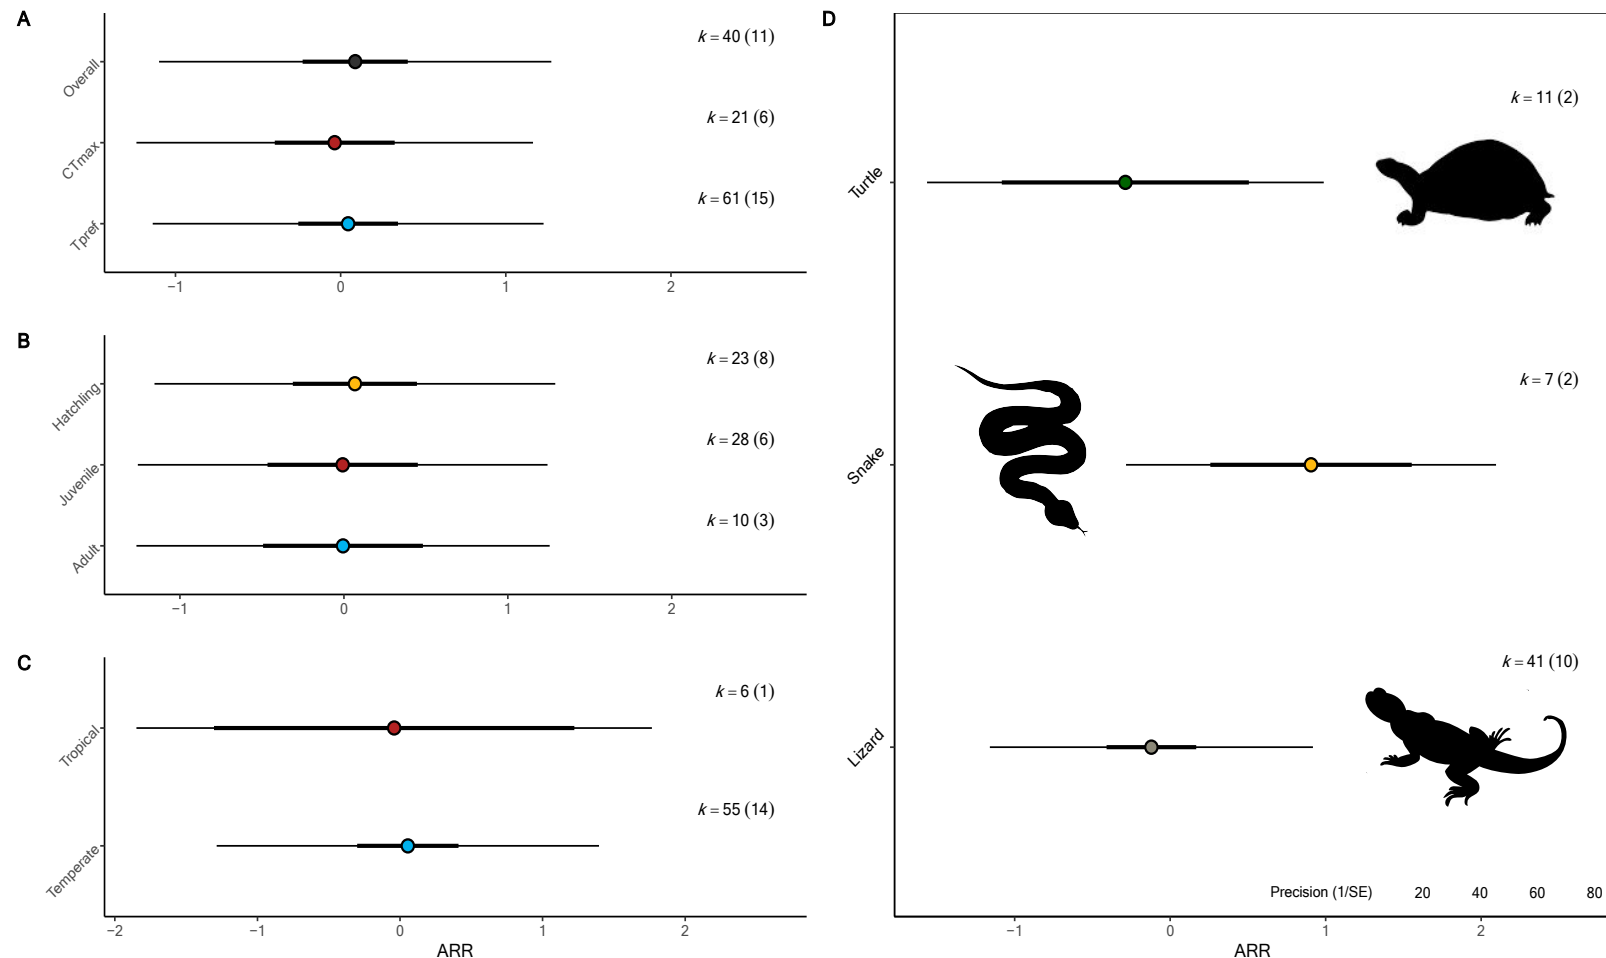 A
k = 40 (11)
Overall
k = 21 (6)
CTmax
k = 61 (15)
Tpref
−1 0 1 2
B
k = 23 (8)
Hatchling
k = 28 (6)
Juvenile
k = 10 (3)
Adult
−1 0 1 2
C
k = 6 (1)
Tropical
k = 55 (14)
Temperate
−2 −1 0 1 2
ARR
D
k = 11 (2)
Turtle
k = 7 (2)
Snake
k = 41 (10)
Lizard
Precision (1/SE) 20 40 60 80
−1 0 1 2
ARR